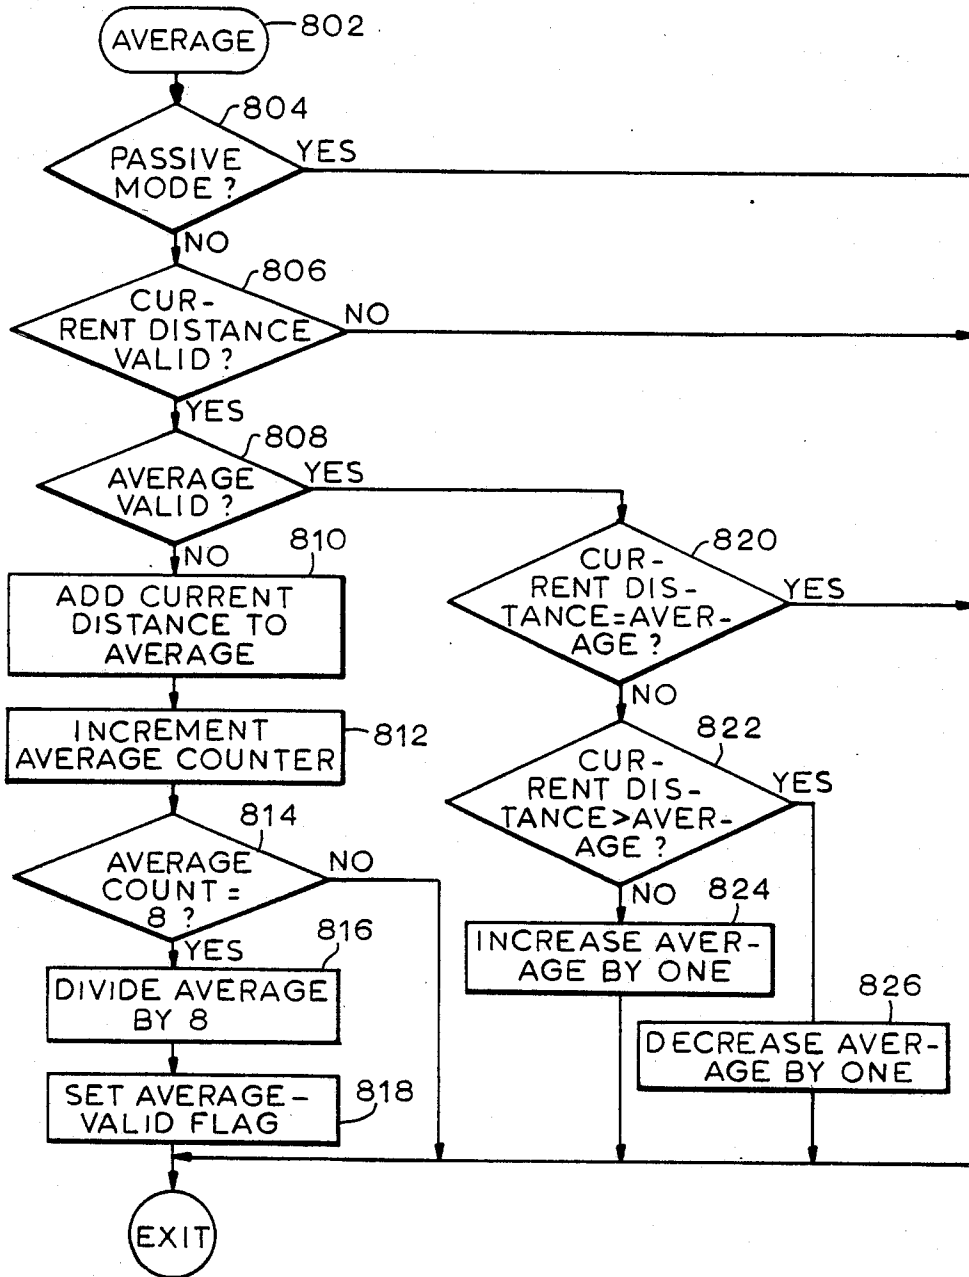 AVERAGE
802
804
PASSIVE
MODE?
YES
NO
806
CUR-
RENT DISTANCE
VALID?
NO
YES
808
AVERAGE
VALID?
YES
NO
810
ADD CURRENT
DISTANCE TO
AVERAGE
INCREMENT
AVERAGE COUNTER
812
814
AVERAGE
COUNT=
8?
NO
YES
816
DIVIDE AVERAGE
BY 8
SET AVERAGE-
VALID FLAG
818
EXIT
820
CUR-
RENT DIS-
TANCE=AVER-
AGE?
YES
NO
822
CUR-
RENT DIS-
TANCE>AVER-
AGE?
YES
NO
824
INCREASE AVER-
AGE BY ONE
826
DECREASE AVER-
AGE BY ONE